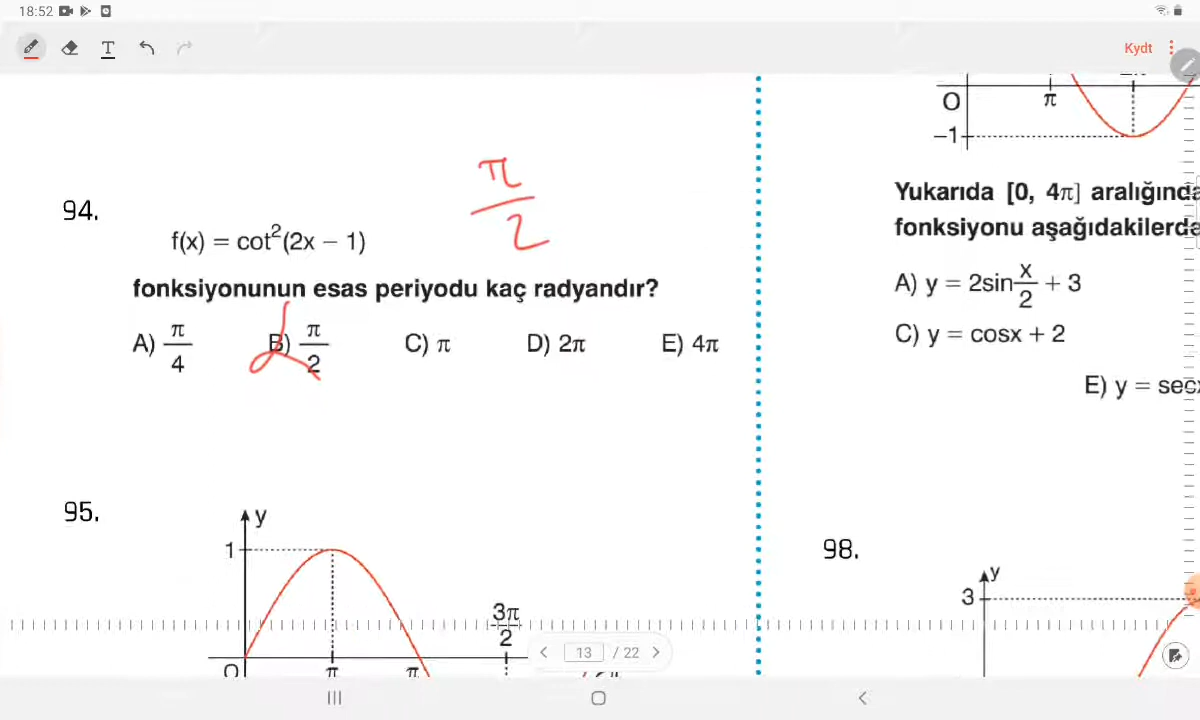 18:52
T
Kydt
94.
π
2
f(x) = cot²(2x – 1)
fonksiyonunun esas periyodu kaç radyandır?
A) π/4 B) π/2 C) π D) 2π E) 4π
95.
y
1
3π
2
O π π
O π
–1
Yukarıda [0, 4π] aralığında
fonksiyonu aşağıdakilerde
A) y = 2sin x/2 + 3
C) y = cosx + 2
E) y = secx
98.
y
3
13 / 22